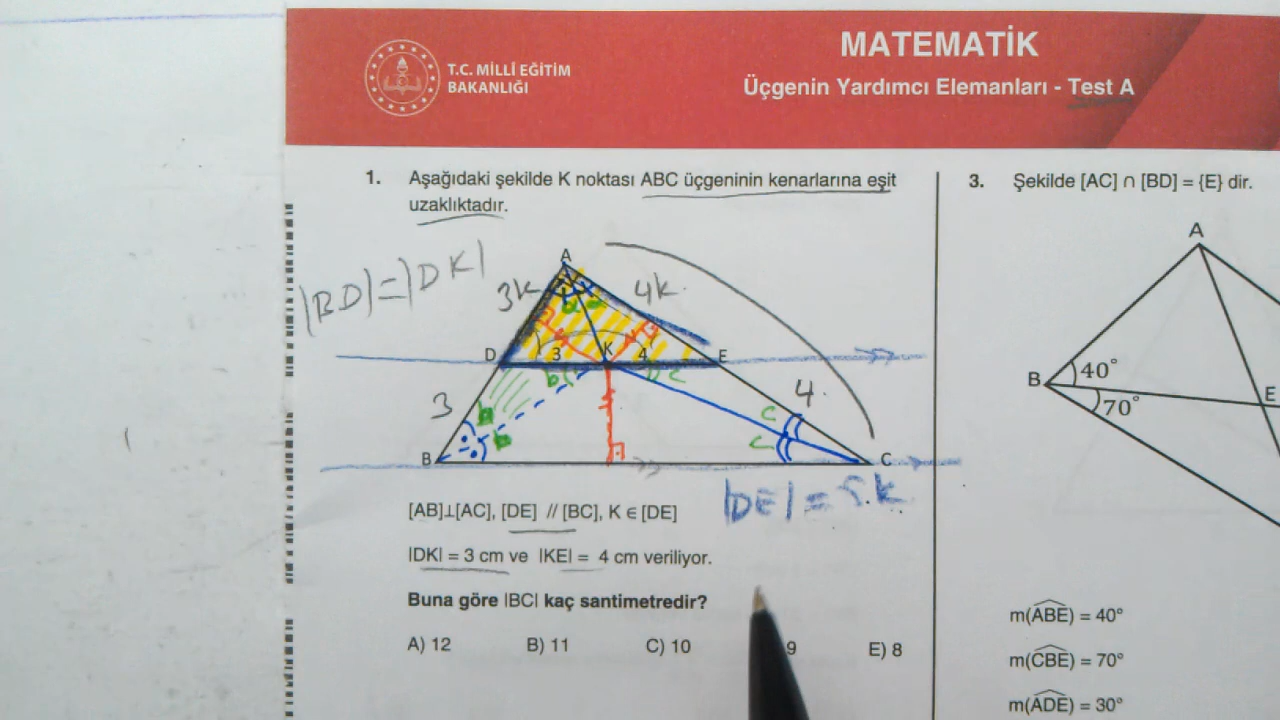 T.C. MİLLÎ EĞİTİM
BAKANLIĞI
MATEMATİK
Üçgenin Yardımcı Elemanları - Test A
1. Aşağıdaki şekilde K noktası ABC üçgeninin kenarlarına eşit
uzaklıktadır.
|BD|=|DK|
A
3k 4k
D 3 K 4 E
b c
3 b 4
b c
c
B C
|DE| = 5.k
[AB]⊥[AC], [DE] // [BC], K ∈ [DE]
|DK| = 3 cm ve |KE| = 4 cm veriliyor.
Buna göre |BC| kaç santimetredir?
A) 12 B) 11 C) 10 9 E) 8
3. Şekilde [AC] ∩ [BD] = {E} dir.
A
B 40°
70° E
m(ABE) = 40°
m(CBE) = 70°
m(ADE) = 30°